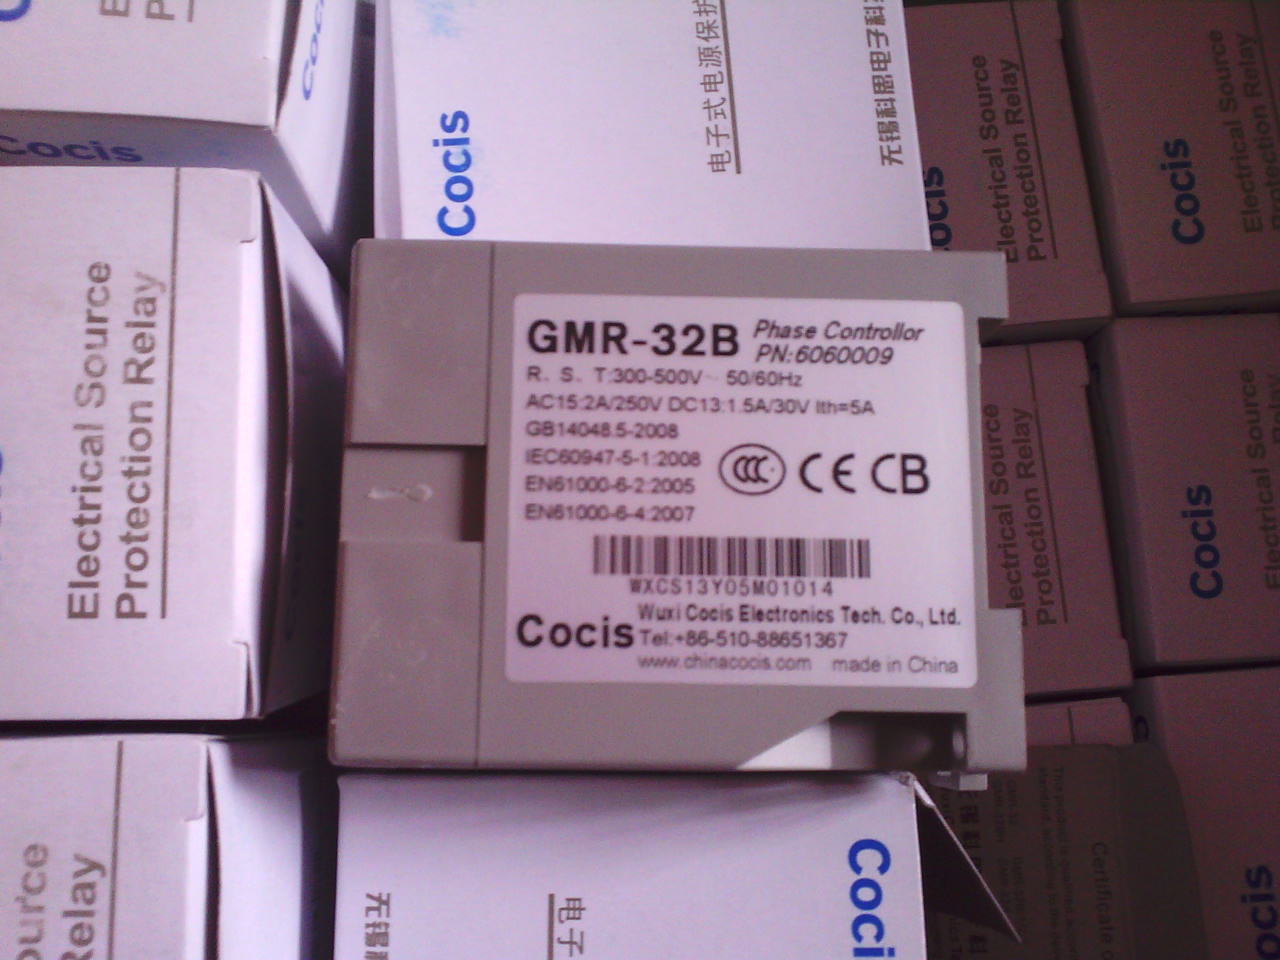 GMR-32B
Phase Controllor
PN:6060009
R. S. T:300-500V~ 50/60Hz
AC15:2A/250V DC13:1.5A/30V Ith=5A
GB14048.5-2008
IEC60947-5-1:2008
EN61000-6-2:2005
EN61000-6-4:2007
CCC CE CB
WXCS13Y05M01014
Cocis
Wuxi Cocis Electronics Tech. Co., Ltd.
Tel:+86-510-88651367
www.chinacocis.com made in China
Cocis
Electrical Source
Protection Relay
Cocis
电子式电源保护
无锡科思电子科
Electrical Source
Protection Relay
Cocis
Electrical Source
Protection Relay
Electrical Source
Protection Relay
Cocis
Electrical Source
Protection Relay
Relay
无锡
电子
Cocis
Certificate